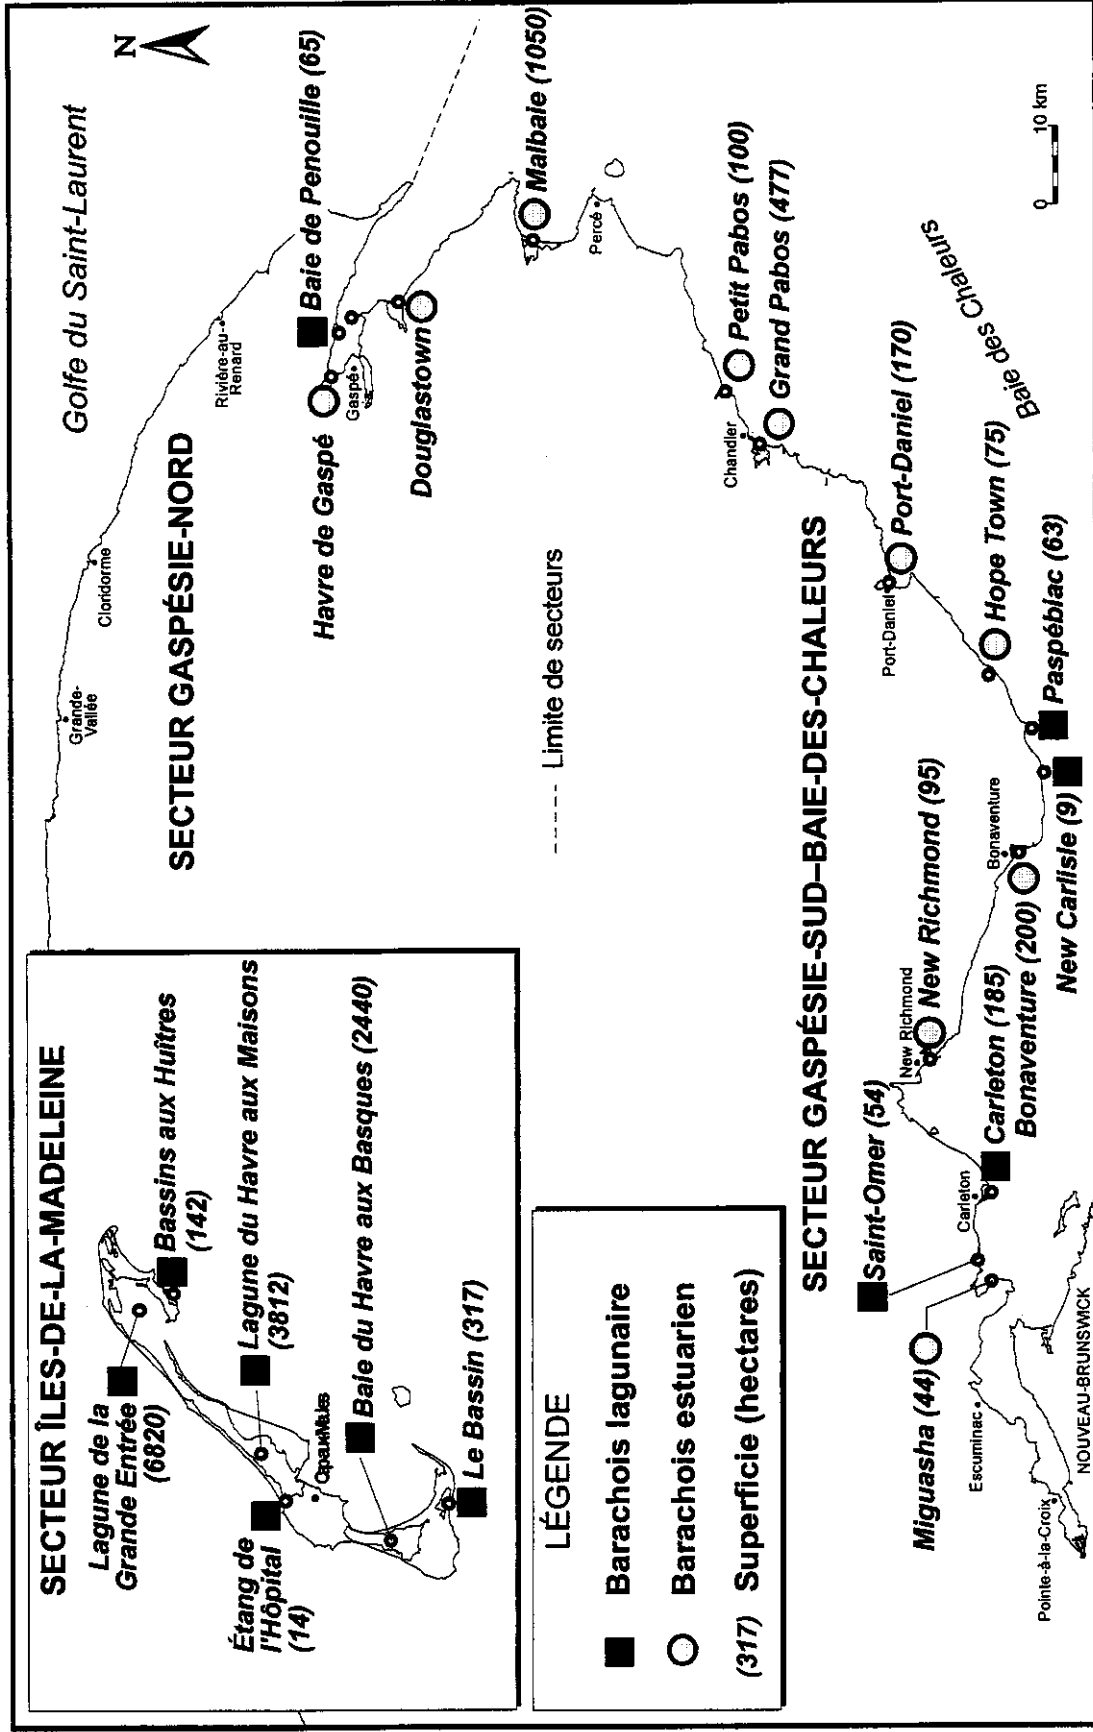 SECTEUR ÎLES-DE-LA-MADELEINE
Lagune de la
Grande Entrée
(6820)
Bassins aux Huîtres
(142)
Lagune du Havre aux Maisons
(3812)
Étang de
l'Hôpital
(14)
Baie du Havre aux Basques (2440)
Le Bassin (317)
LÉGENDE
Barachois lagunaire
Barachois estuarien
(317) Superficie (hectares)
Golfe du Saint-Laurent
N
Grande-
Vallée
Cloridorme
Rivière-au-
Renard
SECTEUR GASPÉSIE-NORD
Baie de Penouille (65)
Havre de Gaspé
Gaspé
Douglastown
Malbaie (1050)
Percé
Limite de secteurs
Petit Pabos (100)
Grand Pabos (477)
Chandler
SECTEUR GASPÉSIE-SUD–BAIE-DES-CHALEURS
Port-Daniel (170)
Port-Daniel
Hope Town (75)
Paspébiac (63)
New Carlisle (9)
Bonaventure
Bonaventure (200)
New Richmond (95)
New Richmond
Carleton (185)
Carleton
Saint-Omer (54)
Miguasha (44)
Escuminac
Pointe-à-la-Croix
NOUVEAU-BRUNSWICK
Baie des Chaleurs
0 10 km